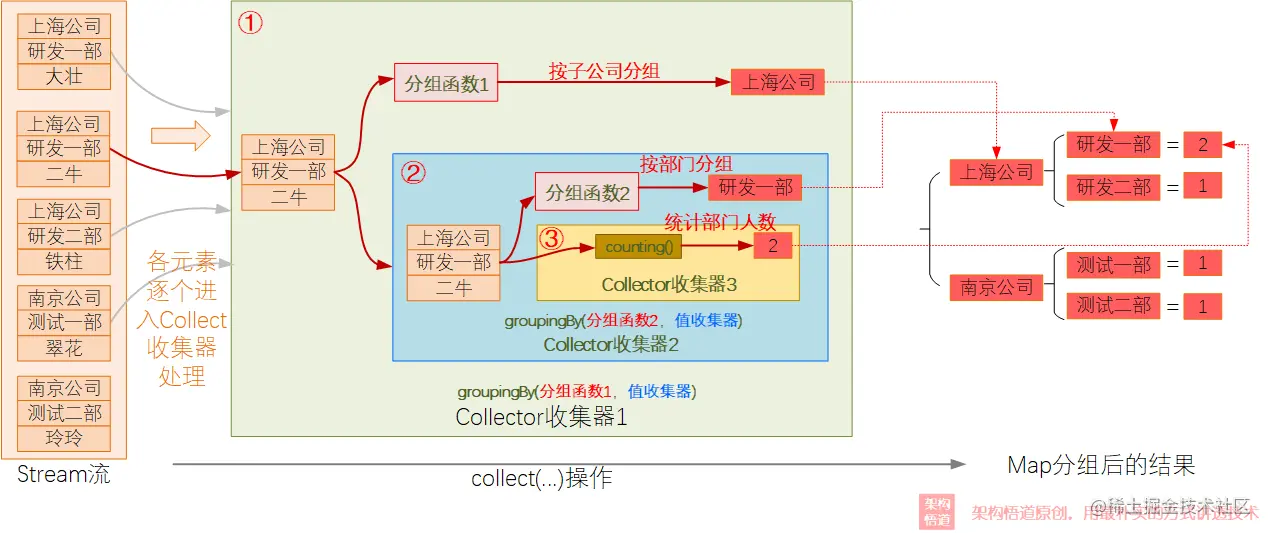 上海公司
研发一部
大壮
上海公司
研发一部
二牛
上海公司
研发二部
铁柱
南京公司
测试一部
翠花
南京公司
测试二部
玲玲
Stream流
各元素
逐个进
入Collect
收集器
处理
①
上海公司
研发一部
二牛
分组函数1
按子公司分组
上海公司
②
上海公司
研发一部
二牛
分组函数2
按部门分组
研发一部
③
counting()
统计部门人数
2
Collector收集器3
groupingBy(分组函数2，值收集器)
Collector收集器2
groupingBy(分组函数1，值收集器)
Collector收集器1
collect(...)操作
上海公司
研发一部 = 2
研发二部 = 1
南京公司
测试一部 = 1
测试二部 = 1
Map分组后的结果
架构
悟道
架构悟道原创，用最朴实的方式讲述技术
@稀土掘金技术社区